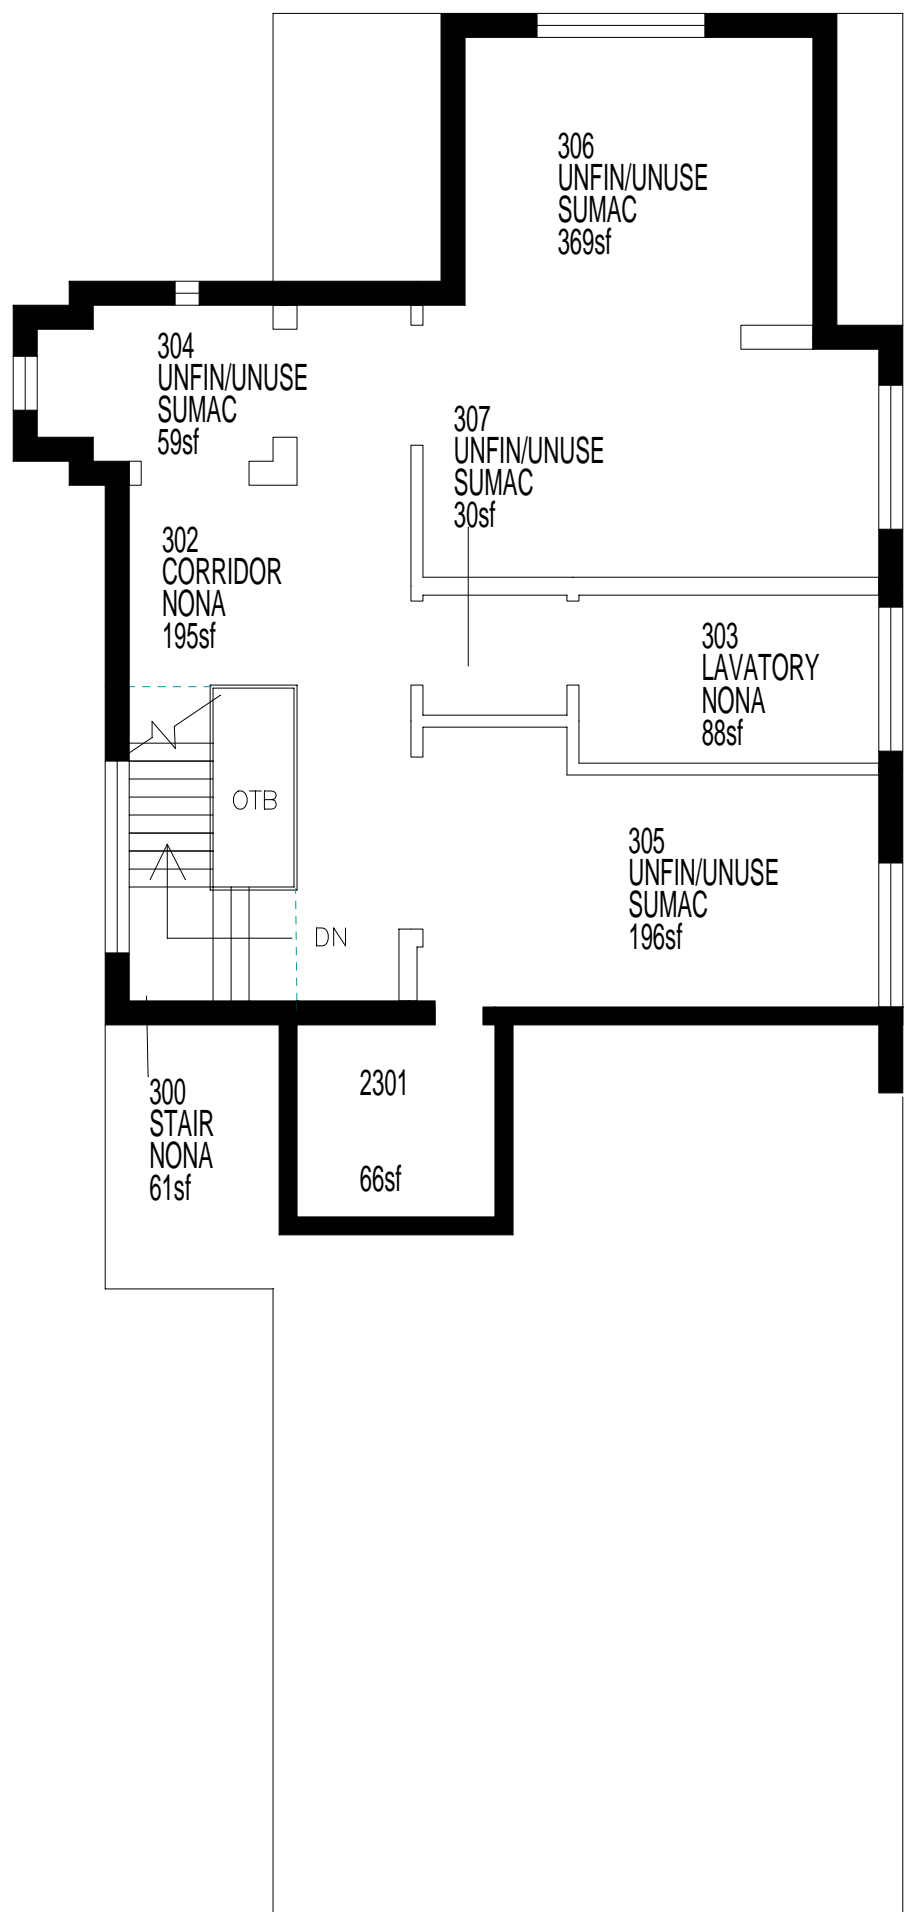 306
UNFIN/UNUSE
SUMAC
369sf
304
UNFIN/UNUSE
SUMAC
59sf
307
UNFIN/UNUSE
SUMAC
30sf
302
CORRIDOR
NONA
195sf
303
LAVATORY
NONA
88sf
OTB
305
UNFIN/UNUSE
SUMAC
196sf
DN
300
STAIR
NONA
61sf
2301
66sf